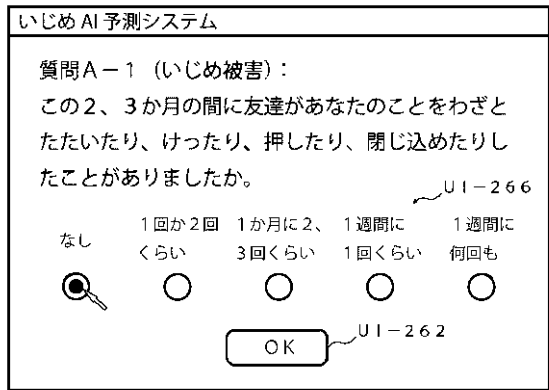 いじめAI予測システム
質問A－1（いじめ被害）：
この2、3か月の間に友達があなたのことをわざと
たたいたり、けったり、押したり、閉じ込めたりし
たことがありましたか。
UI－266
なし
1回か2回
くらい
1か月に2、
3回くらい
1週間に
1回くらい
1週間に
何回も
OK
UI－262